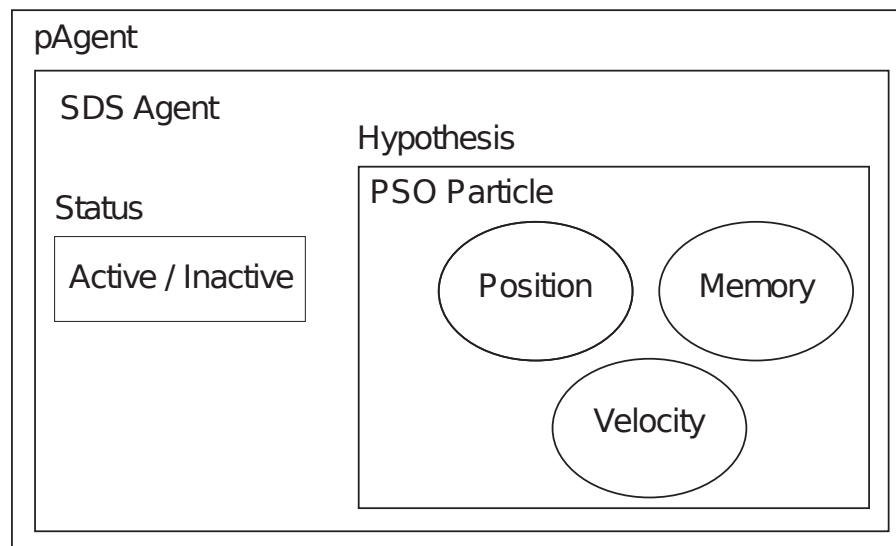 pAgent
SDS Agent
Hypothesis
PSO Particle
Status
Active / Inactive
Position
Memory
Velocity